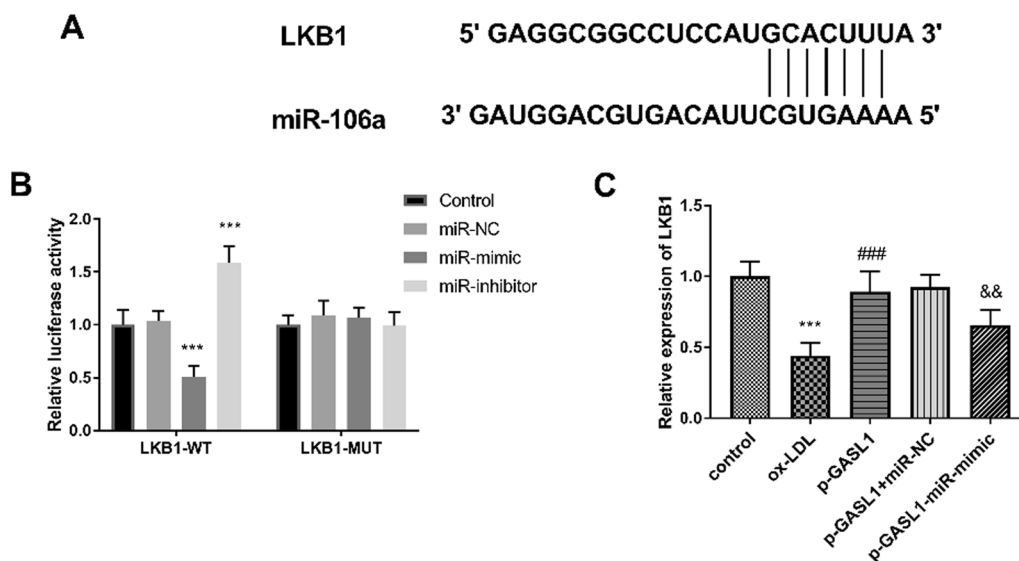 A
LKB1 5' GAGGCGGCCUCCAUGCACUUUA 3'
miR-106a 3' GAUGGACGUGACAUUCGUGAAAA 5'
B
Relative luciferase activity
2.0
1.5
1.0
0.5
0.0
***
***
LKB1-WT LKB1-MUT
Control
miR-NC
miR-mimic
miR-inhibitor
C
Relative expression of LKB1
1.5
1.0
0.5
0.0
***
###
&&
control
ox-LDL
p-GASL1
p-GASL1+miR-NC
p-GASL1-miR-mimic